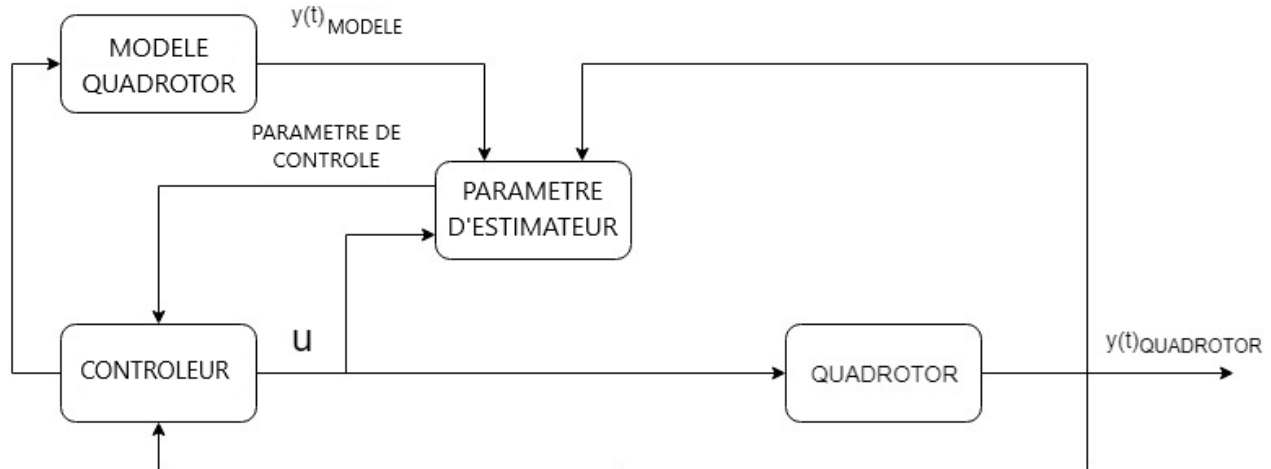 y(t)MODELE
MODELE
QUADROTOR
PARAMETRE DE
CONTROLE
PARAMETRE
D'ESTIMATEUR
u
CONTROLEUR
QUADROTOR
y(t)QUADROTOR